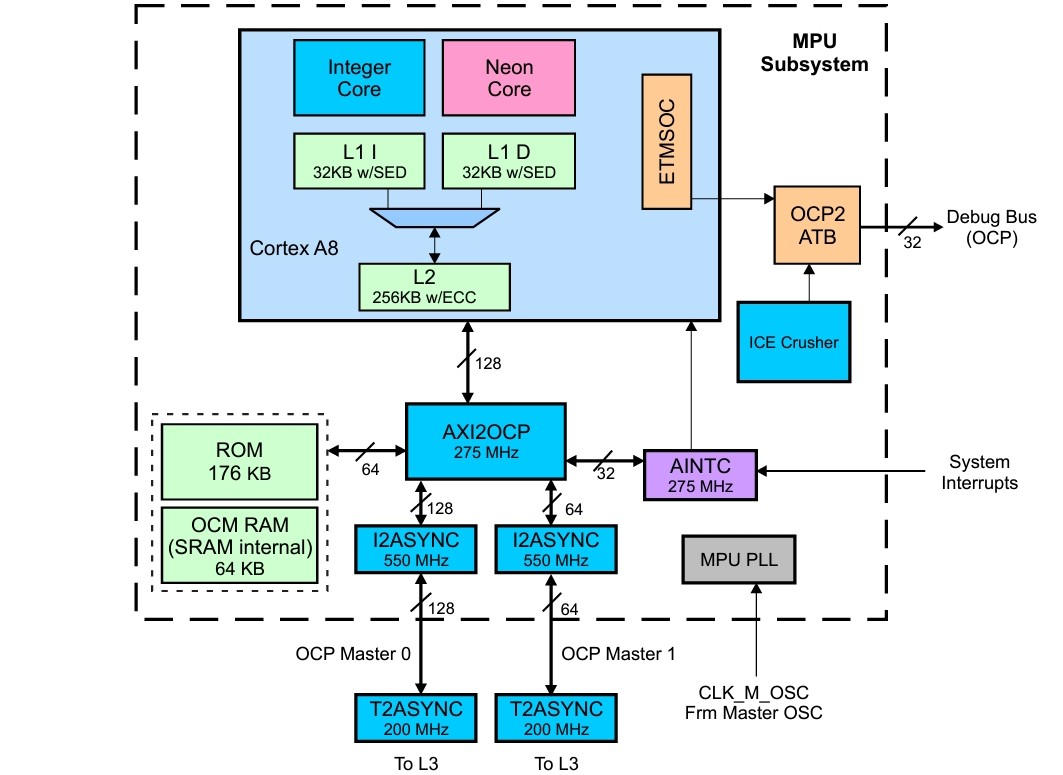 MPU
Subsystem
Integer
Core
Neon
Core
ETMSOC
L1 I
32KB w/SED
L1 D
32KB w/SED
OCP2
ATB
Debug Bus
(OCP)
32
Cortex A8
L2
256KB w/ECC
ICE Crusher
128
AXI2OCP
275 MHz
ROM
176 KB
64
32
AINTC
275 MHz
System
Interrupts
128
64
OCM RAM
(SRAM internal)
64 KB
I2ASYNC
550 MHz
I2ASYNC
550 MHz
MPU PLL
128
64
OCP Master 0
OCP Master 1
CLK_M_OSC
Frm Master OSC
T2ASYNC
200 MHz
T2ASYNC
200 MHz
To L3
To L3